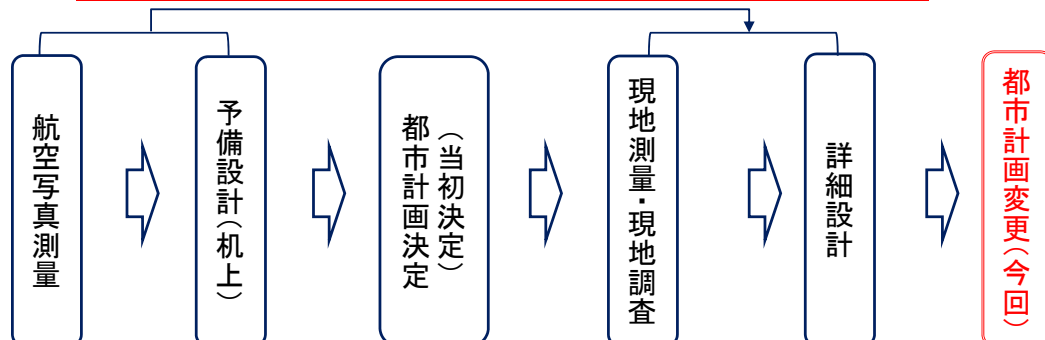 航空写真測量
予備設計（机上）
都市計画決定
（当初決定）
現地測量・現地調査
詳細設計
都市計画変更（今回）